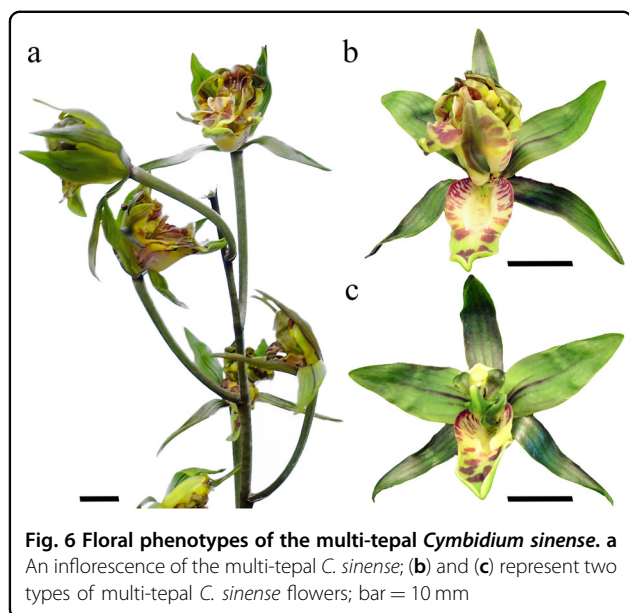 a
b
c
Fig. 6 Floral phenotypes of the multi-tepal Cymbidium sinense. a
An inflorescence of the multi-tepal C. sinense; (b) and (c) represent two
types of multi-tepal C. sinense flowers; bar = 10 mm